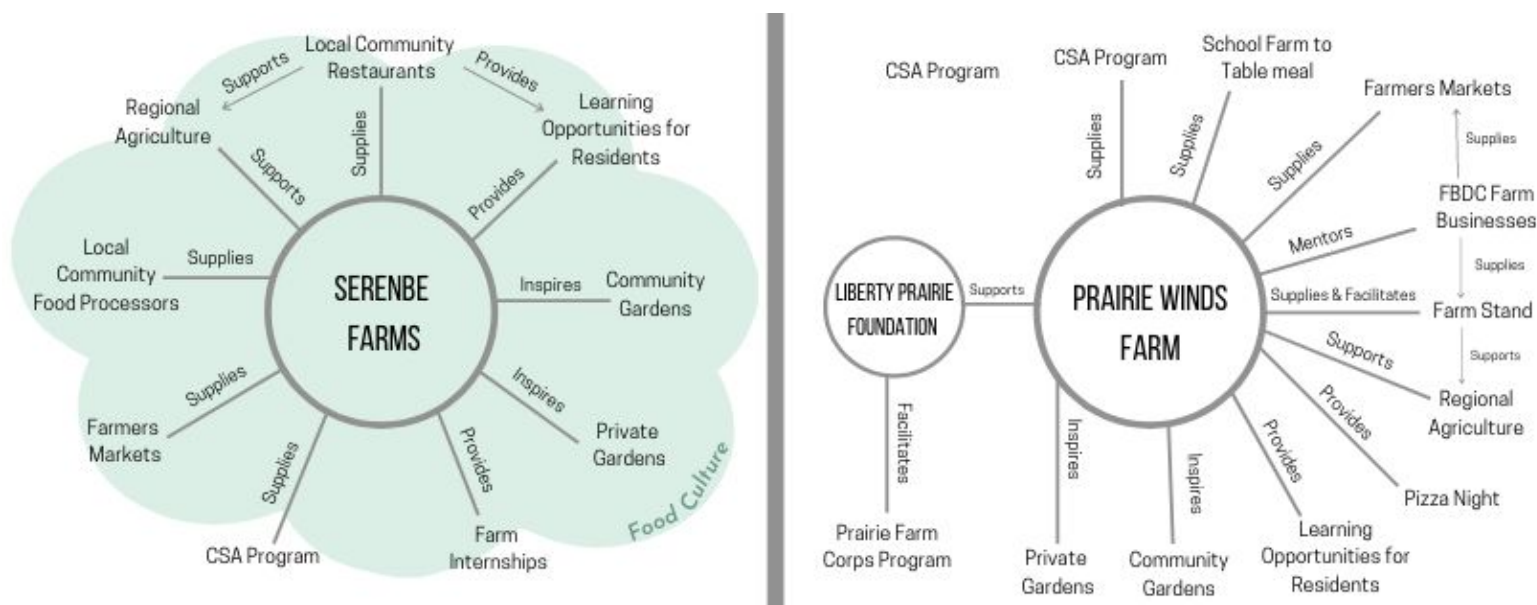 Local Community
Restaurants
Supports
Provides
Regional
Agriculture
Learning
Opportunities for
Residents
Supplies
Supports
Provides
Local
Community
Food Processors
Supplies
SERENBE
FARMS
Inspires
Community
Gardens
Supplies
Inspires
Farmers
Markets
Private
Gardens
Supplies
Provides
CSA Program
Farm
Internships
Food Culture
CSA Program
CSA Program
School Farm to
Table meal
Farmers Markets
Supplies
Supplies
Supplies
Supplies
FBDC Farm
Businesses
Mentors
Supplies
LIBERTY PRAIRIE
FOUNDATION
Supports
PRAIRIE WINDS
FARM
Supplies & Facilitates
Farm Stand
Supports
Supports
Regional
Agriculture
Provides
Facilitates
Inspires
Inspires
Provides
Pizza Night
Prairie Farm
Corps Program
Private
Gardens
Community
Gardens
Learning
Opportunities for
Residents